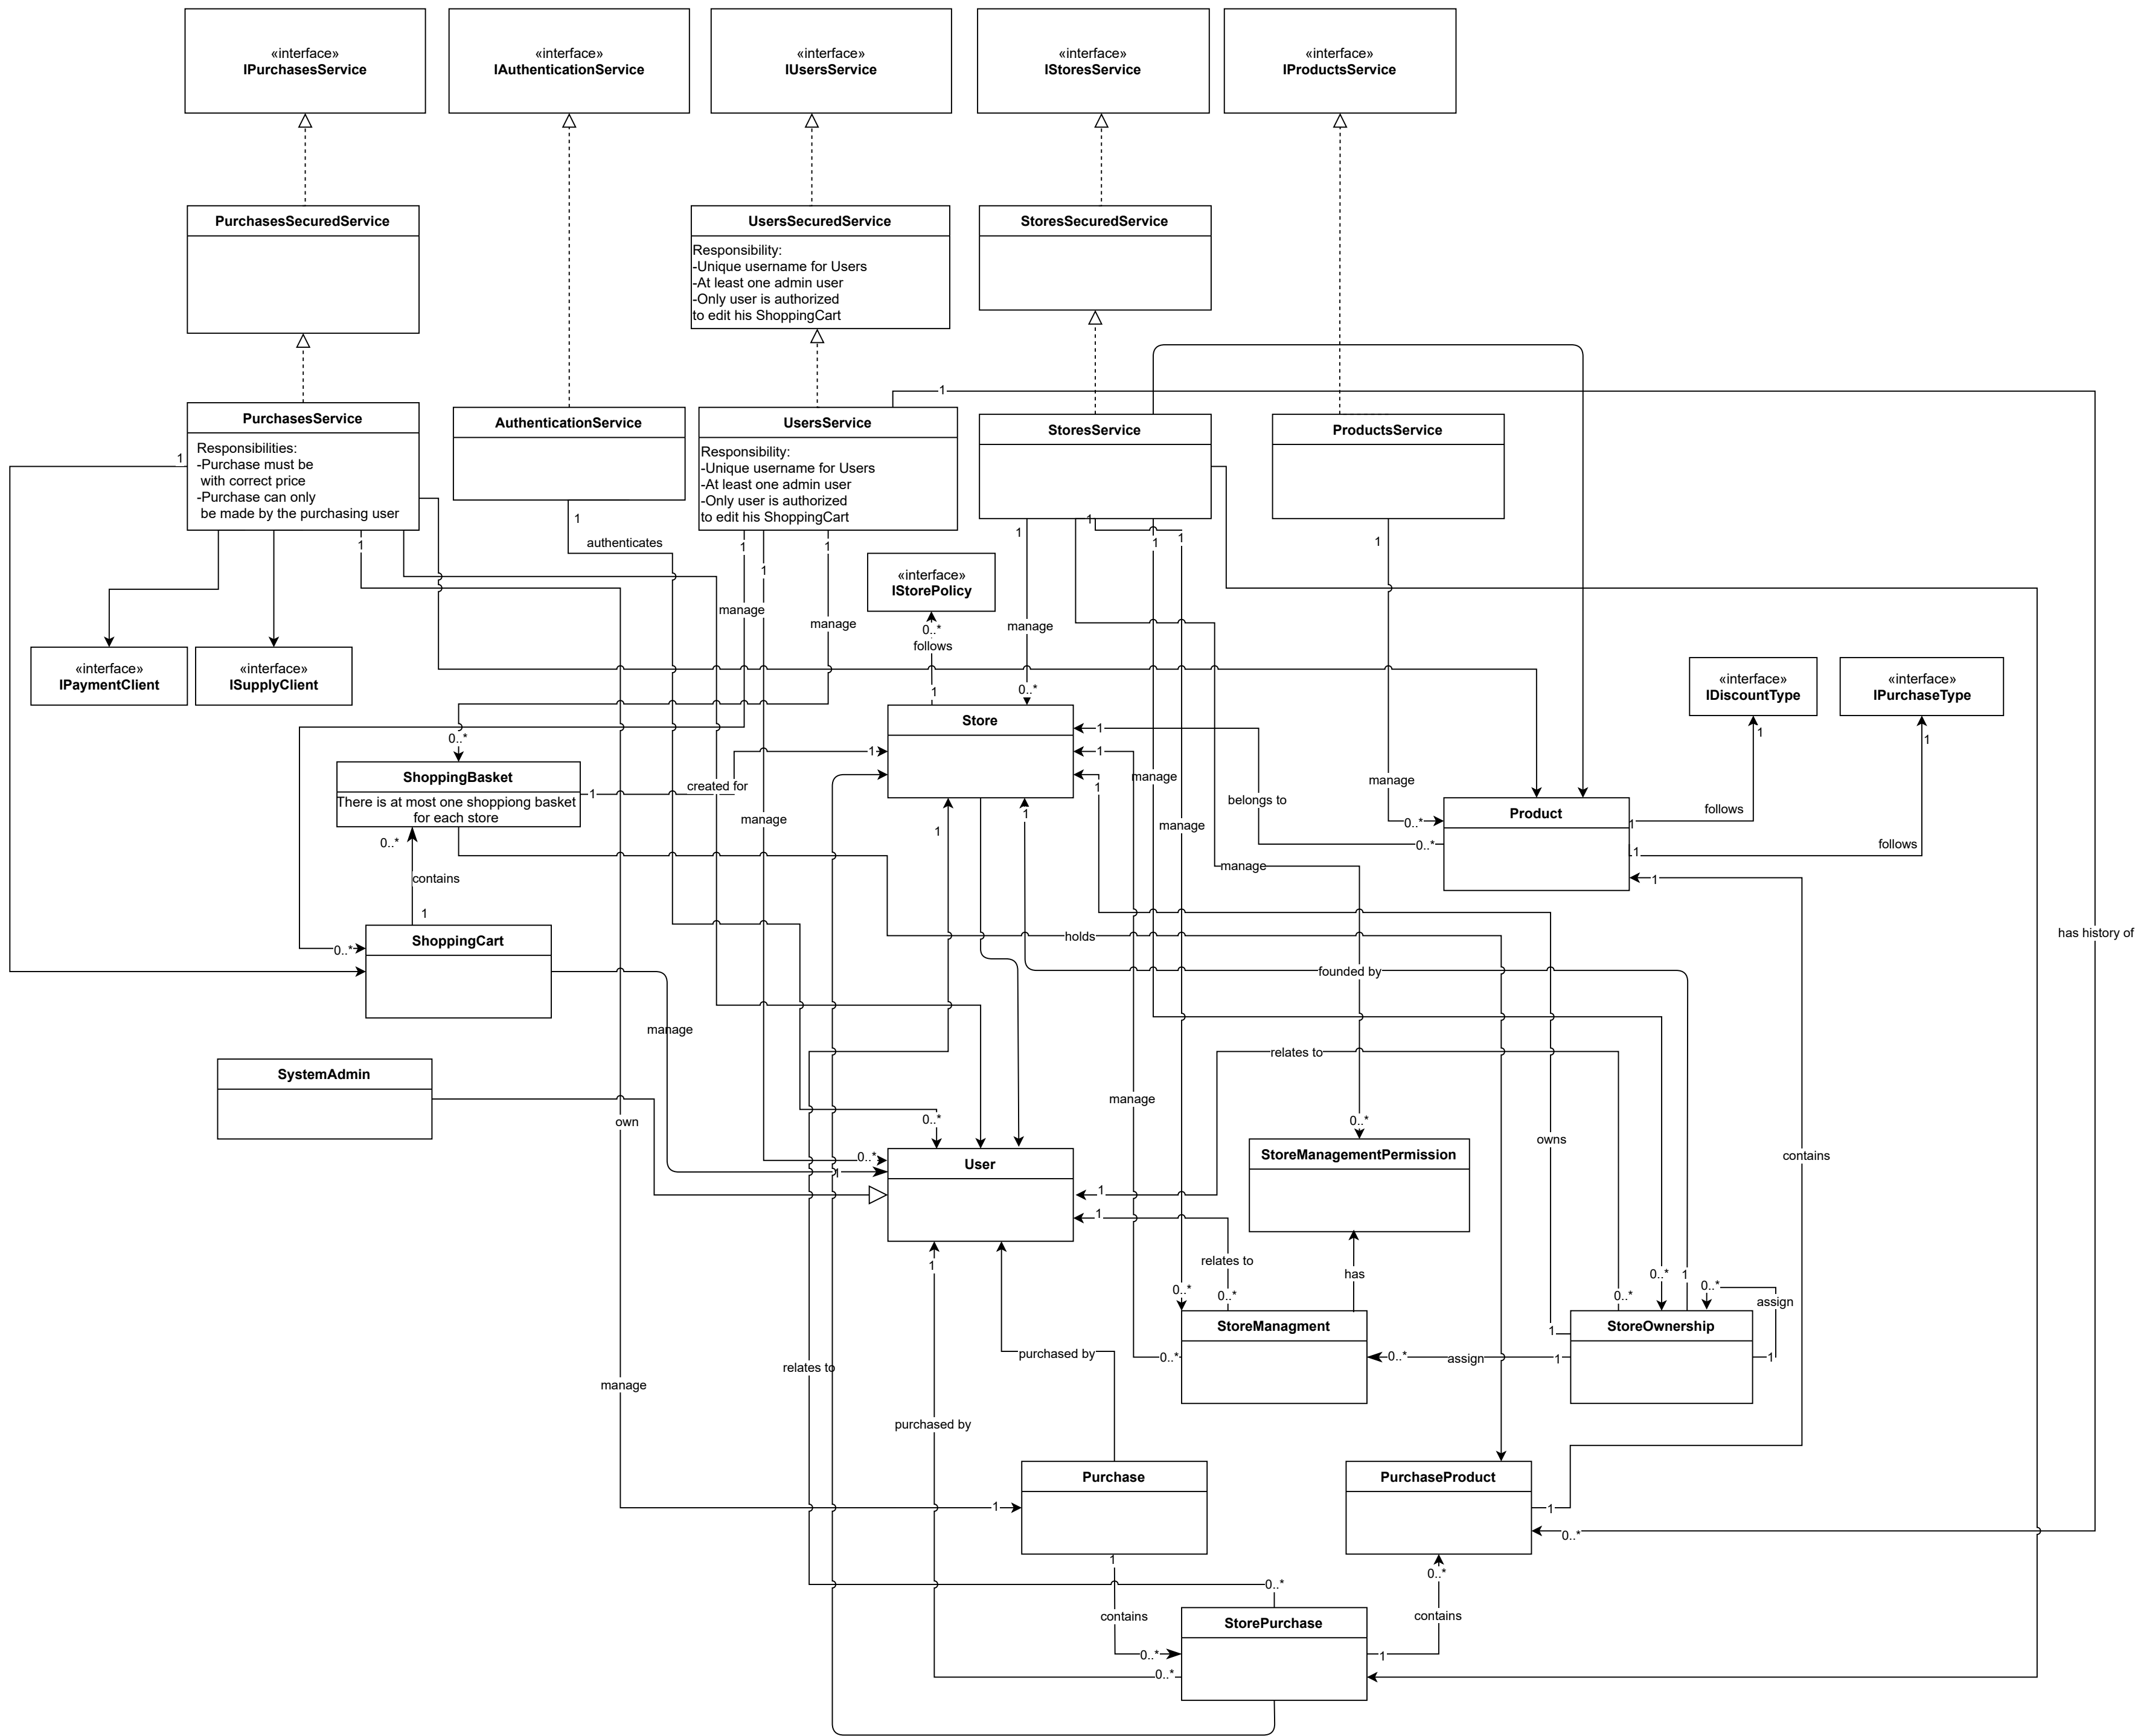 «interface»
IPurchasesService
«interface»
IAuthenticationService
«interface»
IUsersService
«interface»
IStoresService
«interface»
IProductsService
PurchasesSecuredService
UsersSecuredService
Responsibility:
-Unique username for Users
-At least one admin user
-Only user is authorized
to edit his ShoppingCart
StoresSecuredService
1
PurchasesService
Responsibilities:
-Purchase must be
with correct price
-Purchase can only
be made by the purchasing user
AuthenticationService
UsersService
Responsibility:
-Unique username for Users
-At least one admin user
-Only user is authorized
to edit his ShoppingCart
StoresService
ProductsService
1
1
1
1
1
1
1
1
1
1
1
1
authenticates
«interface»
IStorePolicy
manage
manage
manage
0..*
follows
1
0..*
«interface»
IPaymentClient
«interface»
ISupplyClient
«interface»
IDiscountType
«interface»
IPurchaseType
1
1
Store
1
1
1
1
0..*
ShoppingBasket
There is at most one shoppiong basket
for each store
1
created for
manage
manage
manage
belongs to
manage
0..*
0..*
Product
1
follows
1
follows
1
manage
manage
1
1
0..*
contains
1
has history of
ShoppingCart
0..*
holds
founded by
manage
SystemAdmin
relates to
manage
own
0..*
0..*
owns
contains
User
0..*
1
1
1
1
StoreManagementPermission
relates to
has
0..*
0..*
0..*
0..*
1
0..*
assign
StoreManagment
0..*
StoreOwnership
1
0..*
assign
1
1
purchased by
relates to
manage
purchased by
Purchase
1
PurchaseProduct
1
0..*
1
0..*
0..*
contains
contains
StorePurchase
0..*
1
0..*